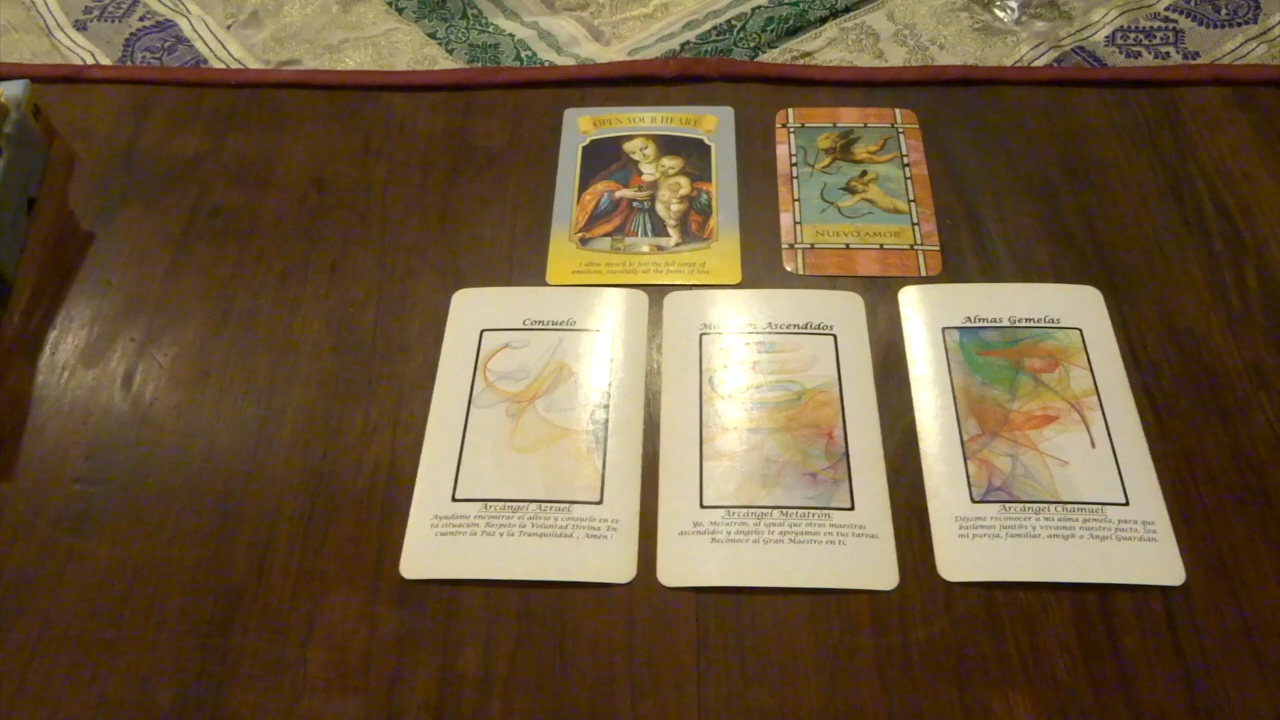 OPEN YOUR HEART
I allow myself to feel the full range of
emotions, especially all the forms of love
NUEVO AMOR
Consuelo
Arcángel Azrael:
Ayúdame encontrar el alivio y consuelo en es-
ta situación. Respeto la Voluntad Divina. En-
cuentro la Paz y la Tranquilidad. ¡ Amén !
Ascendidos
Arcángel Metatrón:
Yo, Metatrón, al igual que otros maestros
ascendidos y ángeles te apoyamos en tus tareas.
Reconoce al Gran Maestro en ti.
Almas Gemelas
Arcángel Chamuel:
Déjame reconocer a mi alma gemela, para que
bailemos junt@s y vivamos nuestro pacto. Sea
mi pareja, familiar, amig@ o Ángel Guardián.